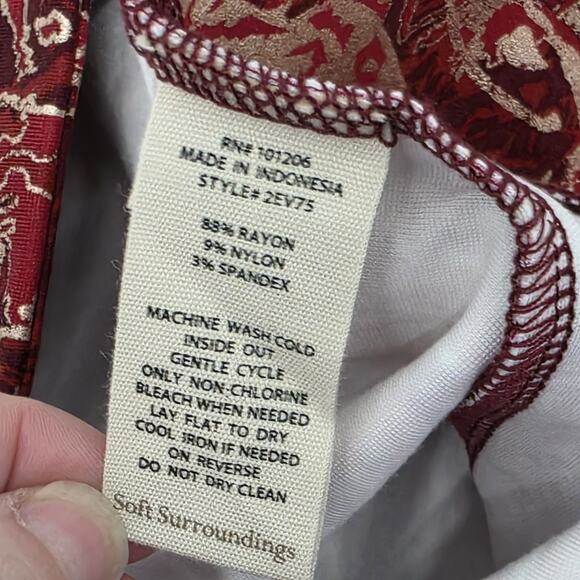 RN# 101206
MADE IN INDONESIA
STYLE# 2EV75
88% RAYON
9% NYLON
3% SPANDEX
MACHINE WASH COLD
INSIDE OUT
GENTLE CYCLE
ONLY NON-CHLORINE
BLEACH WHEN NEEDED
LAY FLAT TO DRY
COOL IRON IF NEEDED
ON REVERSE
DO NOT DRY CLEAN
Soft Surroundings